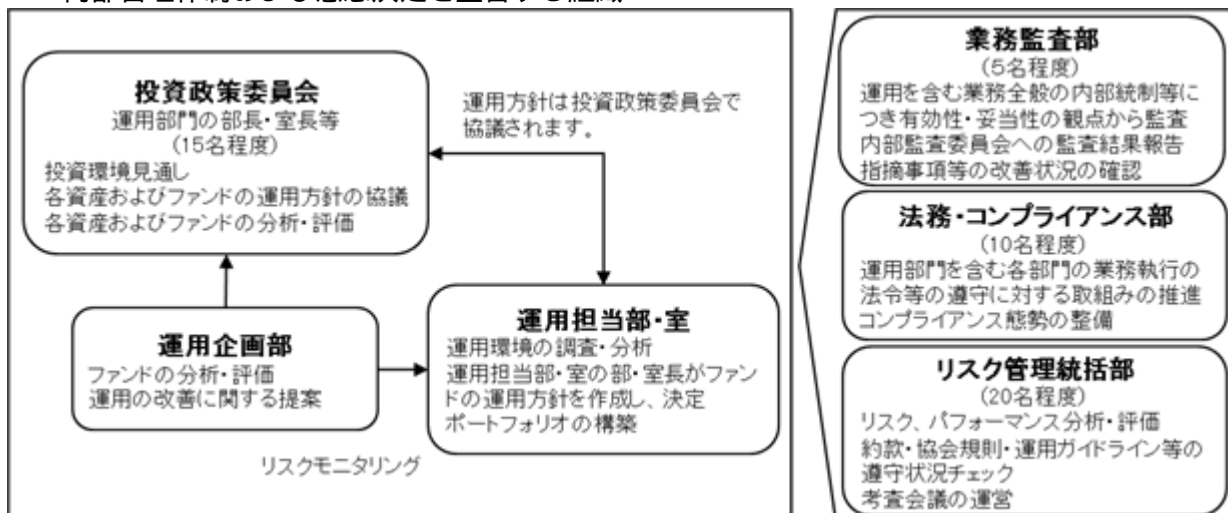 投資政策委員会
運用部門の部長・室長等
(15名程度)
投資環境見通し
各資産およびファンドの運用方針の協議
各資産およびファンドの分析・評価
運用方針は投資政策委員会で
協議されます。
運用企画部
ファンドの分析・評価
運用の改善に関する提案
運用担当部・室
運用環境の調査・分析
運用担当部・室の部・室長がファン
ドの運用方針を作成し、決定
ポートフォリオの構築
リスクモニタリング
業務監査部
(5名程度)
運用を含む業務全般の内部統制等に
つき有効性・妥当性の観点から監査
内部監査委員会への監査結果報告
指摘事項等の改善状況の確認
法務・コンプライアンス部
(10名程度)
運用部門を含む各部門の業務執行の
法令等の遵守に対する取組みの推進
コンプライアンス態勢の整備
リスク管理統括部
(20名程度)
リスク、パフォーマンス分析・評価
約款・協会規則・運用ガイドライン等の
遵守状況チェック
考査会議の運営